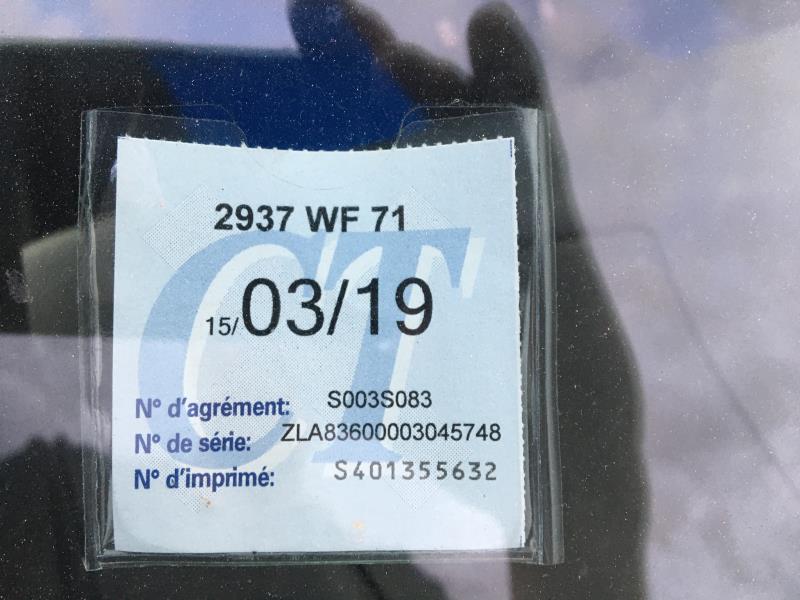 2937 WF 71
CT
15/03/19
N° d'agrément: S003S083
N° de série: ZLA83600003045748
N° d'imprimé: S401355632